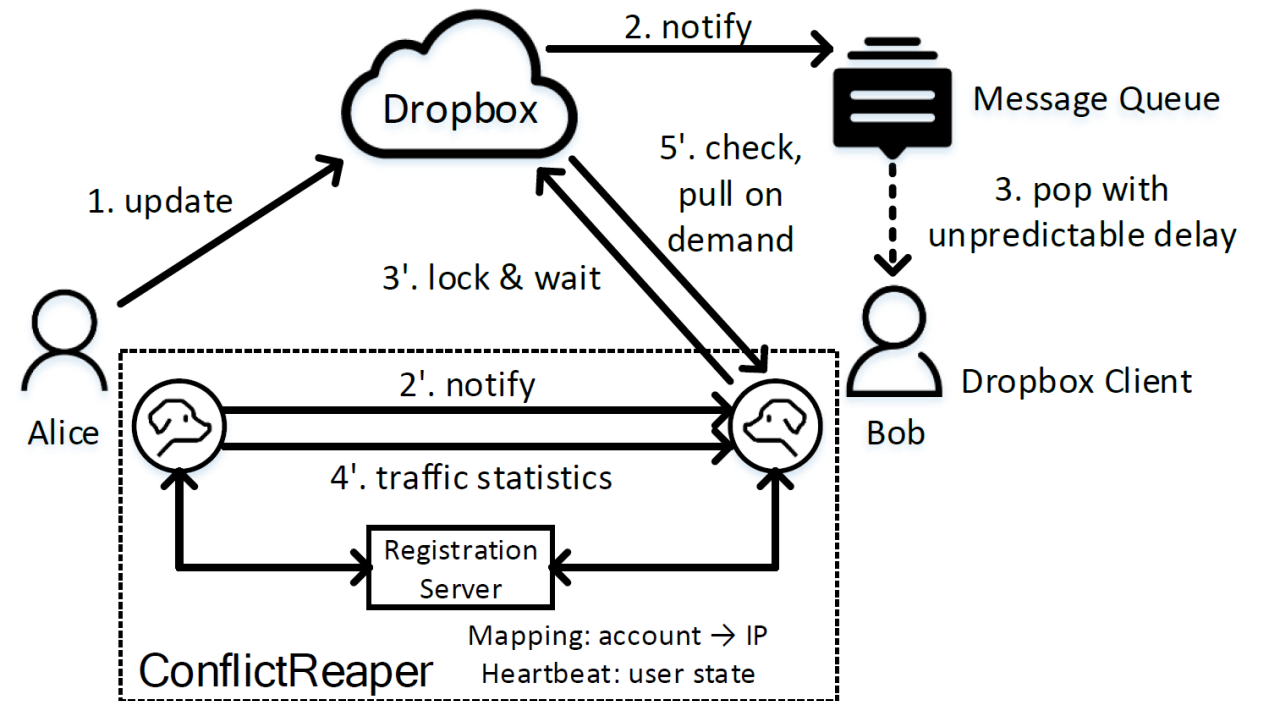 2. notify
Dropbox
Message Queue
5'. check,
pull on
demand
1. update
3. pop with
unpredictable delay
3'. lock & wait
2'. notify
Dropbox Client
Alice
Bob
4'. traffic statistics
Registration
Server
Mapping: account → IP
Heartbeat: user state
ConflictReaper